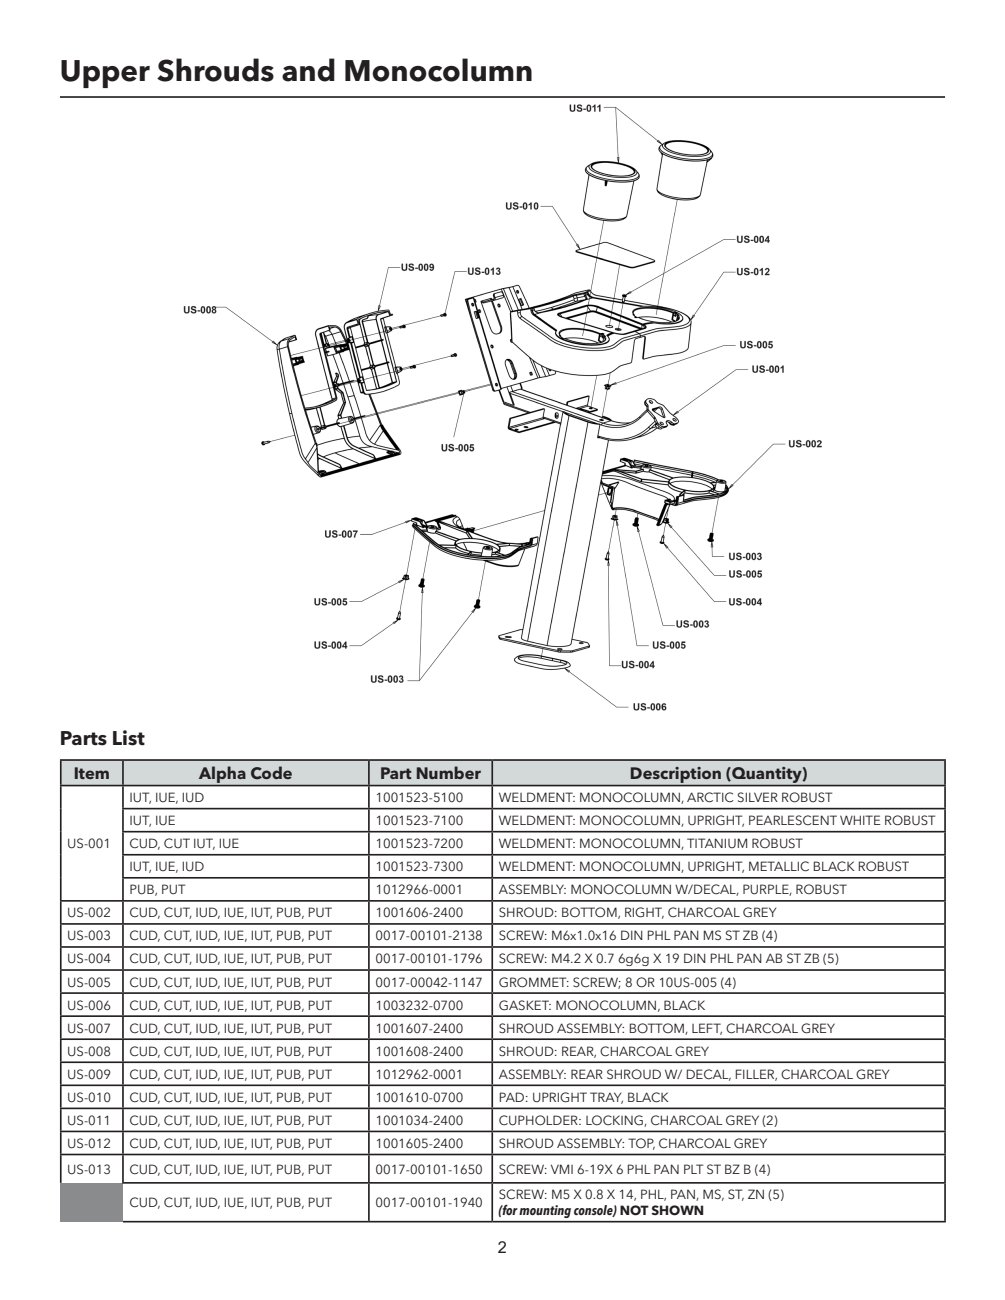 Upper Shrouds and Monocolumn
US-011
US-010
US-004
US-009
US-013
US-012
US-008
US-005
US-001
US-005
US-002
US-007
US-003
US-005
US-005
US-004
US-003
US-004
US-005
US-004
US-003
US-006
Parts List
Item Alpha Code Part Number Description (Quantity)
IUT, IUE, IUD 1001523-5100 WELDMENT: MONOCOLUMN, ARCTIC SILVER ROBUST
IUT, IUE 1001523-7100 WELDMENT: MONOCOLUMN, UPRIGHT, PEARLESCENT WHITE ROBUST
US-001 CUD, CUT IUT, IUE 1001523-7200 WELDMENT: MONOCOLUMN, TITANIUM ROBUST
IUT, IUE, IUD 1001523-7300 WELDMENT: MONOCOLUMN, UPRIGHT, METALLIC BLACK ROBUST
PUB, PUT 1012966-0001 ASSEMBLY: MONOCOLUMN W/DECAL, PURPLE, ROBUST
US-002 CUD, CUT, IUD, IUE, IUT, PUB, PUT 1001606-2400 SHROUD: BOTTOM, RIGHT, CHARCOAL GREY
US-003 CUD, CUT, IUD, IUE, IUT, PUB, PUT 0017-00101-2138 SCREW: M6x1.0x16 DIN PHL PAN MS ST ZB (4)
US-004 CUD, CUT, IUD, IUE, IUT, PUB, PUT 0017-00101-1796 SCREW: M4.2 X 0.7 6g6g X 19 DIN PHL PAN AB ST ZB (5)
US-005 CUD, CUT, IUD, IUE, IUT, PUB, PUT 0017-00042-1147 GROMMET: SCREW; 8 OR 10US-005 (4)
US-006 CUD, CUT, IUD, IUE, IUT, PUB, PUT 1003232-0700 GASKET: MONOCOLUMN, BLACK
US-007 CUD, CUT, IUD, IUE, IUT, PUB, PUT 1001607-2400 SHROUD ASSEMBLY: BOTTOM, LEFT, CHARCOAL GREY
US-008 CUD, CUT, IUD, IUE, IUT, PUB, PUT 1001608-2400 SHROUD: REAR, CHARCOAL GREY
US-009 CUD, CUT, IUD, IUE, IUT, PUB, PUT 1012962-0001 ASSEMBLY: REAR SHROUD W/ DECAL, FILLER, CHARCOAL GREY
US-010 CUD, CUT, IUD, IUE, IUT, PUB, PUT 1001610-0700 PAD: UPRIGHT TRAY, BLACK
US-011 CUD, CUT, IUD, IUE, IUT, PUB, PUT 1001034-2400 CUPHOLDER: LOCKING, CHARCOAL GREY (2)
US-012 CUD, CUT, IUD, IUE, IUT, PUB, PUT 1001605-2400 SHROUD ASSEMBLY: TOP, CHARCOAL GREY
US-013 CUD, CUT, IUD, IUE, IUT, PUB, PUT 0017-00101-1650 SCREW: VMI 6-19X 6 PHL PAN PLT ST BZ B (4)
CUD, CUT, IUD, IUE, IUT, PUB, PUT 0017-00101-1940 SCREW: M5 X 0.8 X 14, PHL, PAN, MS, ST, ZN (5)
(for mounting console) NOT SHOWN
2